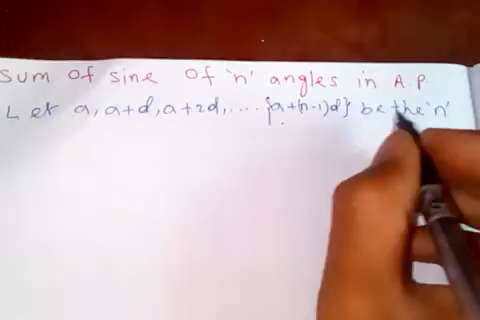 Sum of sine of 'n' angles in A.P.
Let a, a+d, a+2d, .... {a+(n-1)d} be the 'n'